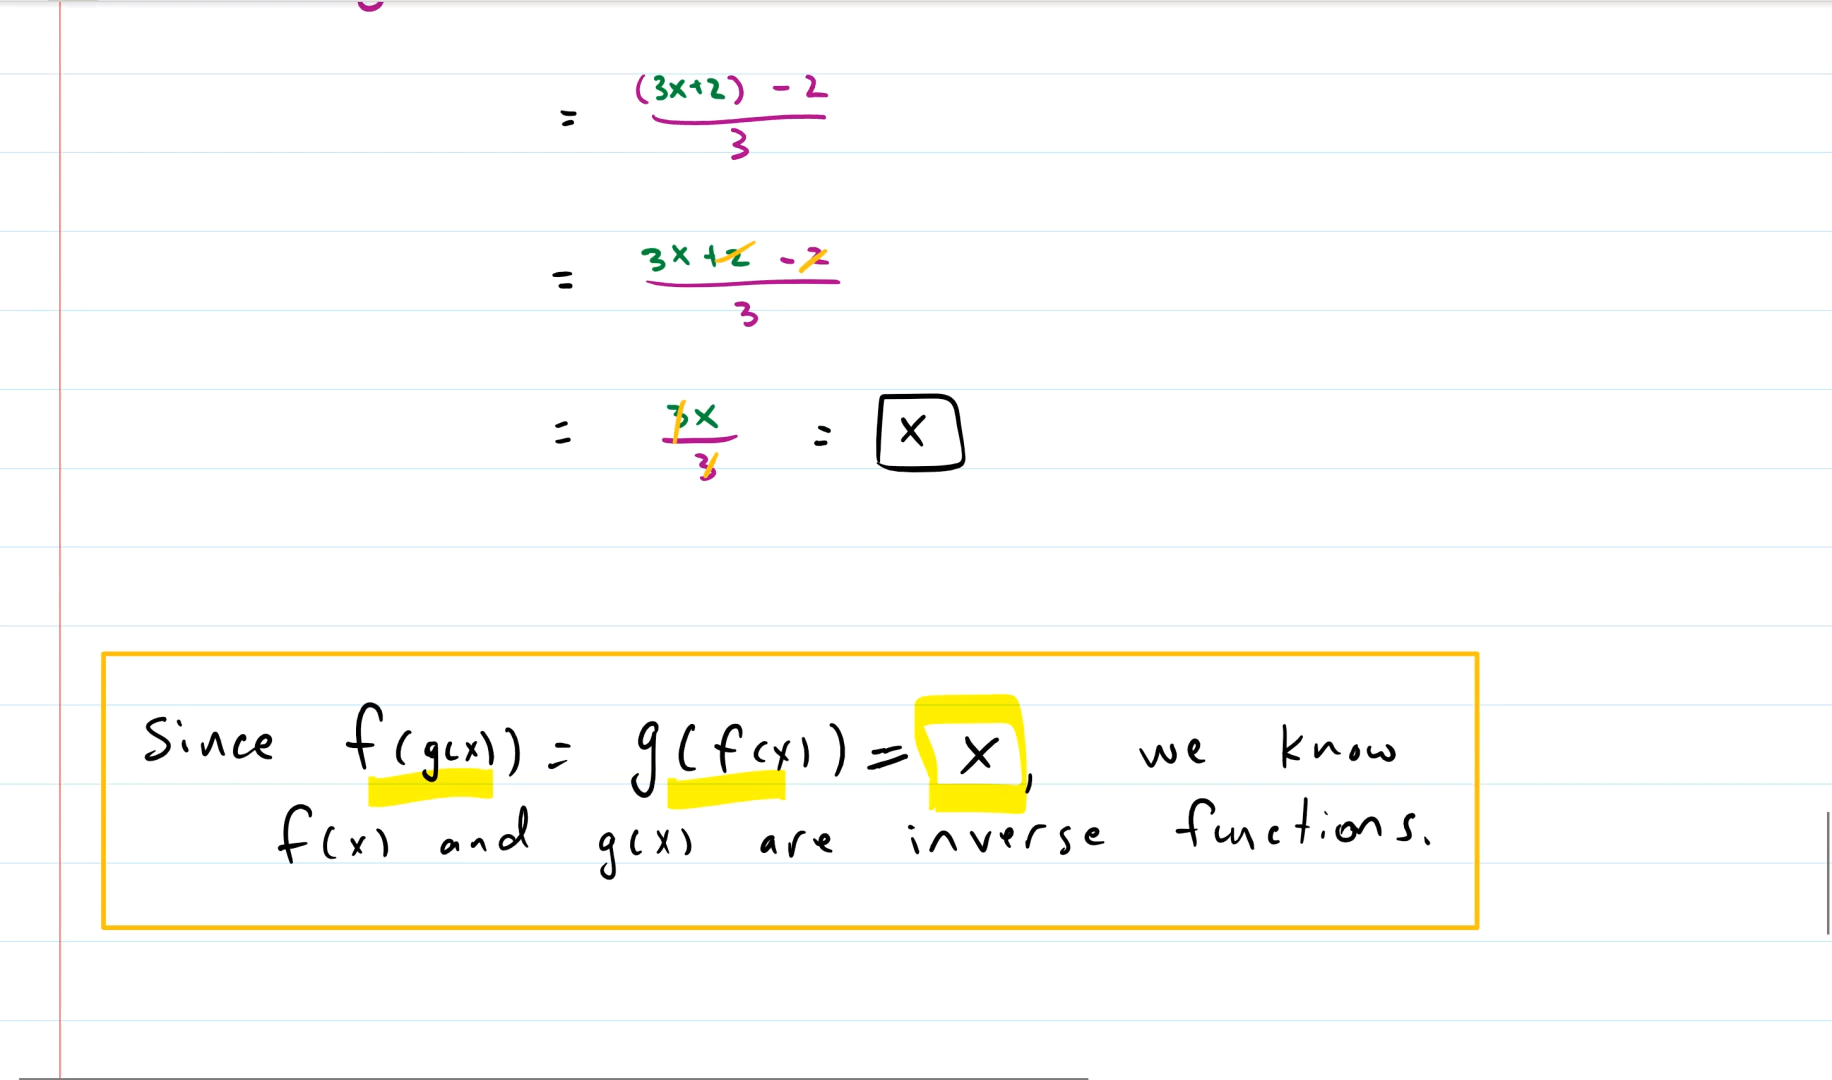 = (3x+2) - 2 / 3
= 3x + 2 - 2 / 3
= 3x / 3 = x
Since f(g(x)) = g(f(x)) = x, we know
f(x) and g(x) are inverse functions.